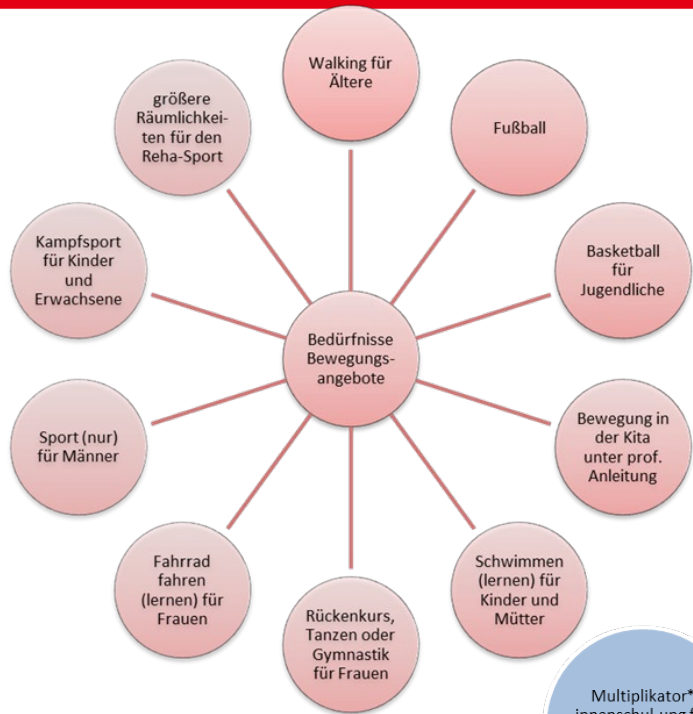 Walking für
Ältere
Fußball
Basketball
für
Jugendliche
Bewegung in
der Kita
unter prof.
Anleitung
Schwimmen
(lernen) für
Kinder und
Mütter
Rückenkurs,
Tanzen oder
Gymnastik
für Frauen
Fahrrad
fahren
(lernen) für
Frauen
Sport (nur)
für Männer
Kampfsport
für Kinder
und
Erwachsene
größere
Räumlichkei-
ten für den
Reha-Sport
Bedürfnisse
Bewegungs-
angebote
Multiplikator*